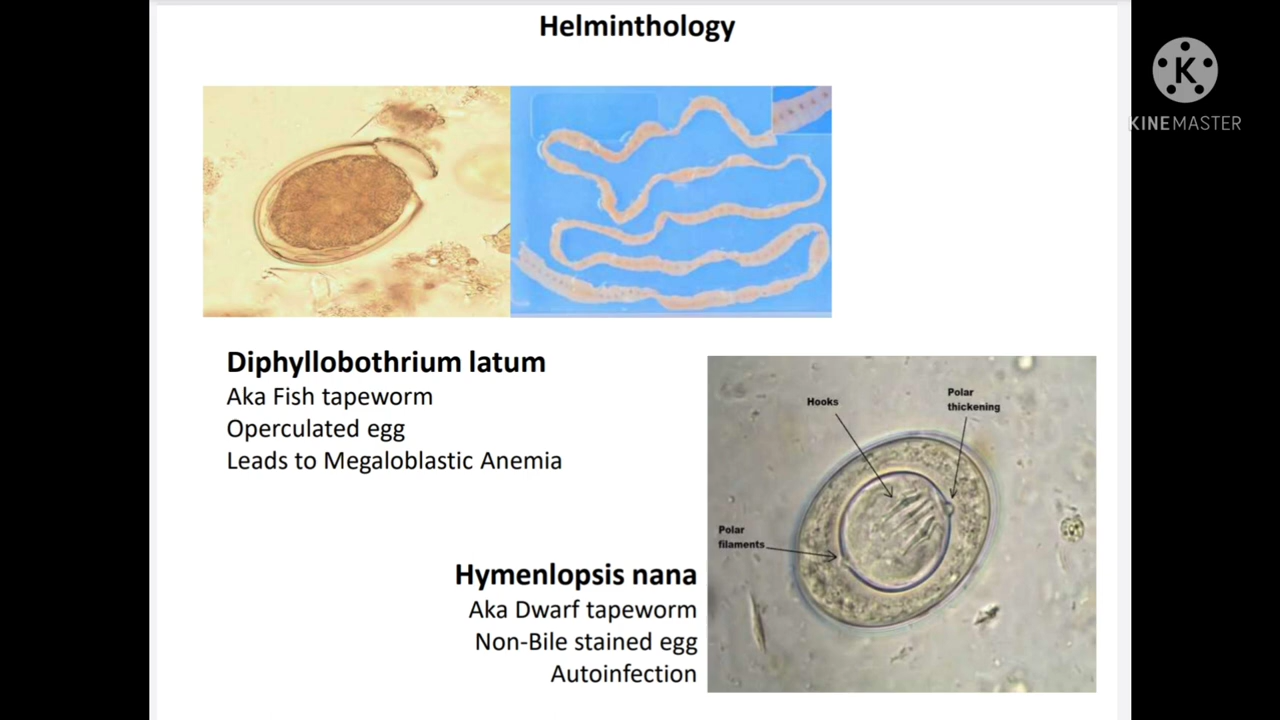 Helminthology
K
KINEMASTER
Diphyllobothrium latum
Aka Fish tapeworm
Operculated egg
Leads to Megaloblastic Anemia
Hooks
Polar
thickening
Polar
filaments
Hymenlopsis nana
Aka Dwarf tapeworm
Non-Bile stained egg
Autoinfection